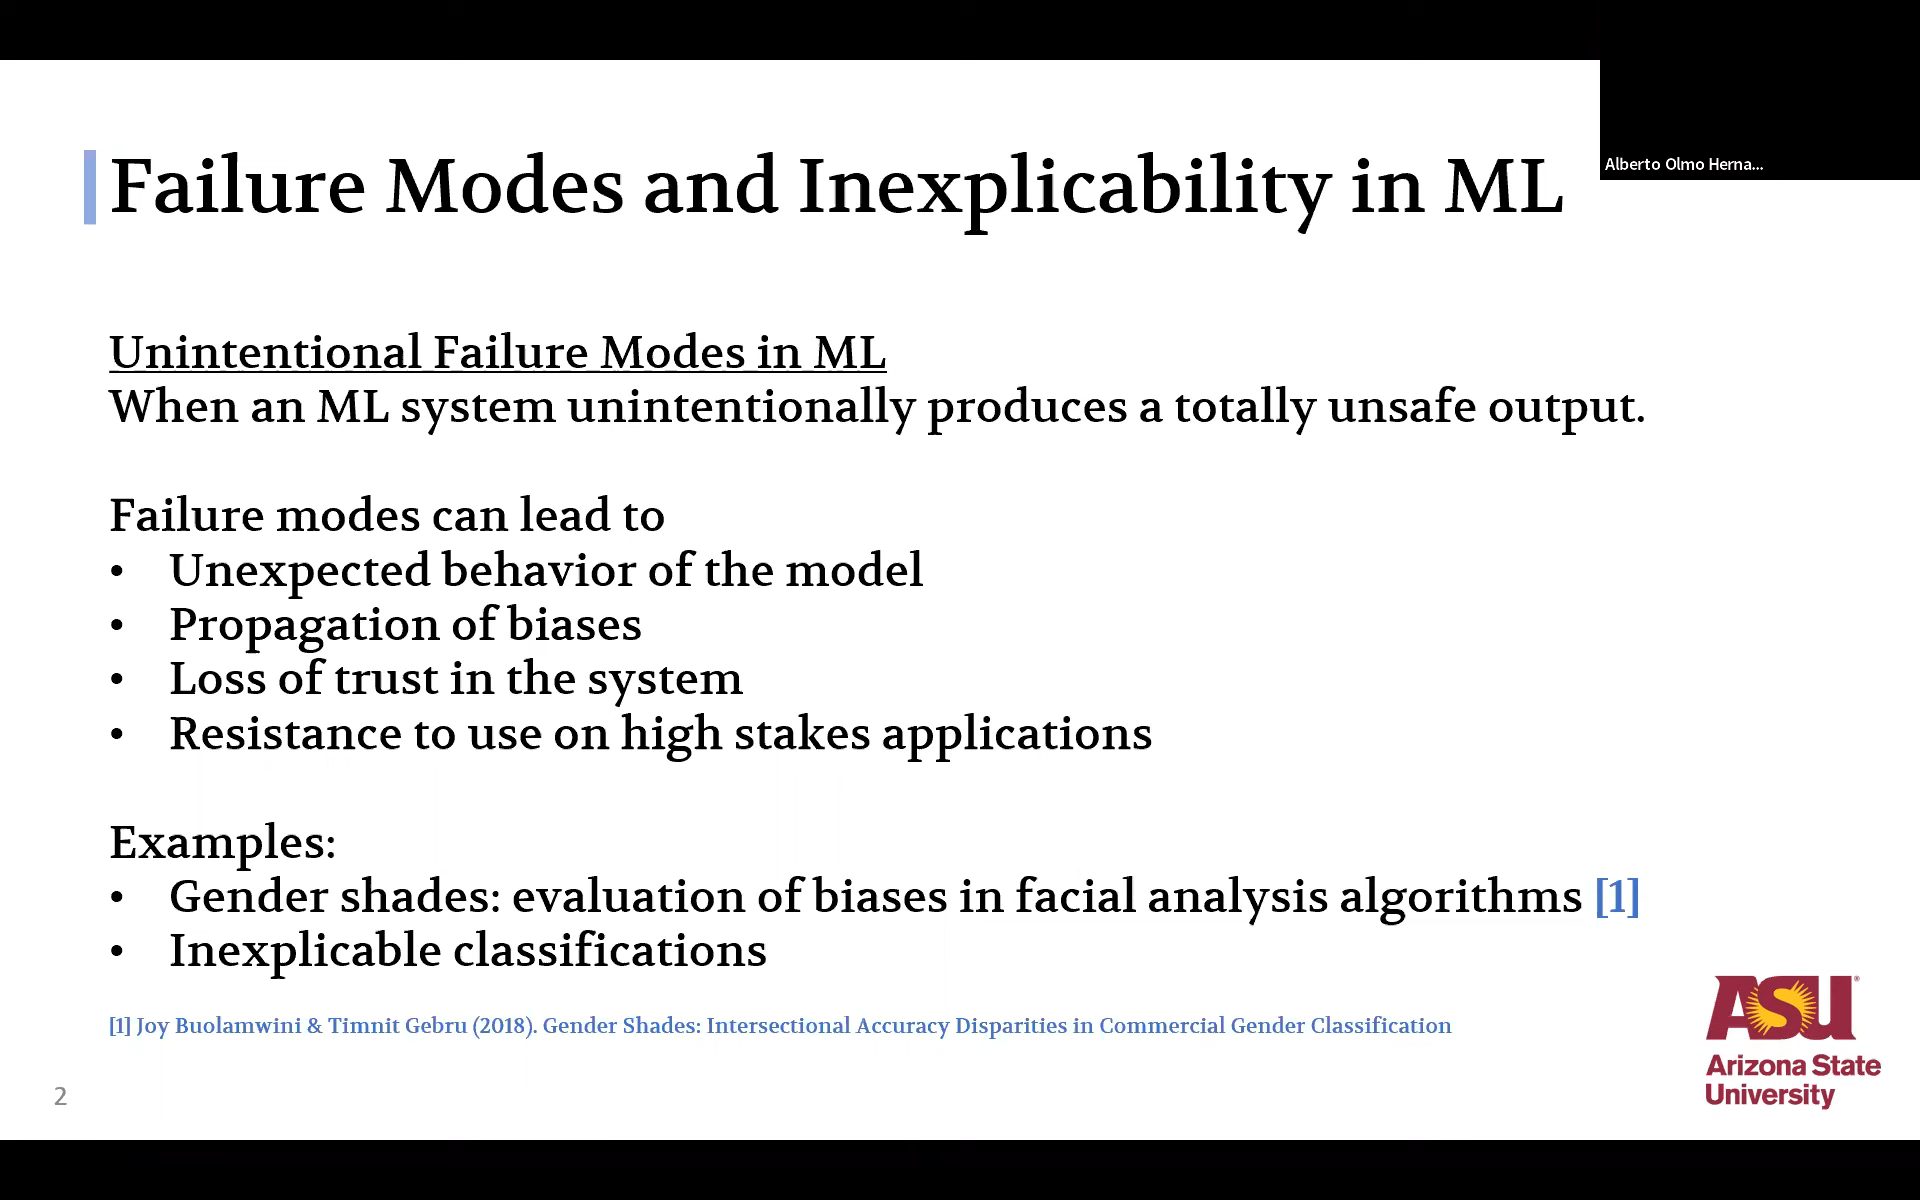 Alberto Olmo Herna...
Failure Modes and Inexplicability in ML
Unintentional Failure Modes in ML
When an ML system unintentionally produces a totally unsafe output.
Failure modes can lead to
• Unexpected behavior of the model
• Propagation of biases
• Loss of trust in the system
• Resistance to use on high stakes applications
Examples:
• Gender shades: evaluation of biases in facial analysis algorithms [1]
• Inexplicable classifications
[1] Joy Buolamwini & Timnit Gebru (2018). Gender Shades: Intersectional Accuracy Disparities in Commercial Gender Classification
ASU®
Arizona State
University
2